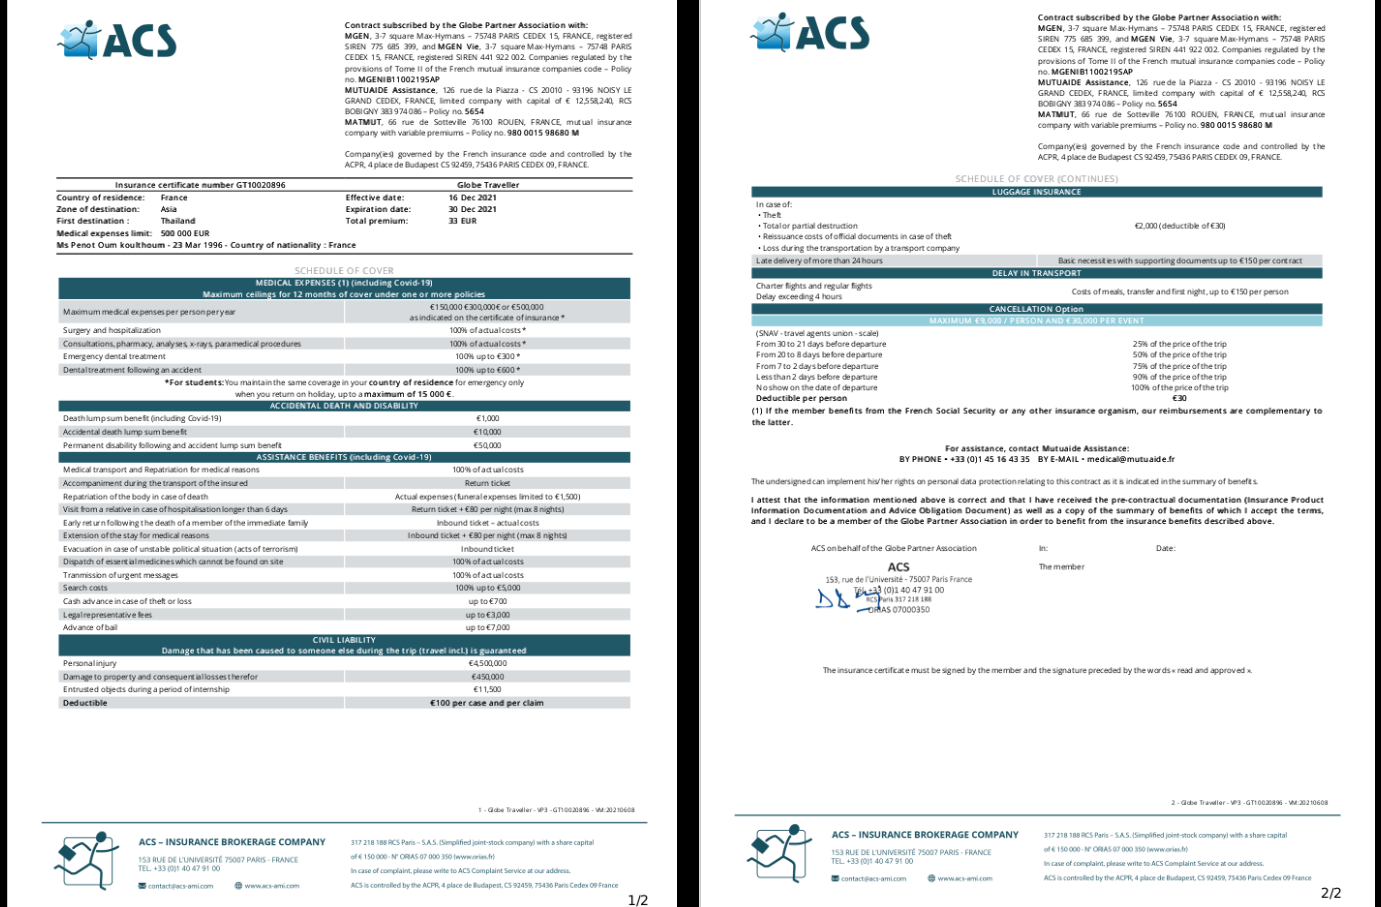 ACS
Contract subscribed by the Globe Partner Association with:
MGEN, 3-7 square Max-Hymans – 75748 PARIS CEDEX 15, FRANCE, registered
SIREN 775 685 399, and MGEN Vie, 3-7 square Max-Hymans – 75748 PARIS
CEDEX 15, FRANCE, registered SIREN 441 922 002. Companies regulated by the
provisions of Tome II of the French mutual insurance companies code – Policy
no. MGENIB1100219SAP
MUTUAIDE Assistance, 126 rue de la Piazza - CS 20010 - 93196 NOISY LE
GRAND CEDEX, FRANCE, limited company with capital of € 12,558,240, RCS
BOBIGNY 383 974 086 – Policy no. 5654
MATMUT, 66 rue de Sotteville 76100 ROUEN, FRANCE, mutual insurance
company with variable premiums – Policy no. 980 0015 98680 M
Company(ies) governed by the French insurance code and controlled by the
ACPR, 4 place de Budapest CS 92459, 75436 PARIS CEDEX 09, FRANCE.
Insurance certificate number GT10020896 Globe Traveller
Country of residence: France Effective date: 16 Dec 2021
Zone of destination: Asia Expiration date: 30 Dec 2021
First destination : Thailand Total premium: 33 EUR
Medical expenses limit: 500 000 EUR
Ms Penot Oum koulthoum - 23 Mar 1996 - Country of nationality : France
SCHEDULE OF COVER
MEDICAL EXPENSES (1) (including Covid-19)
Maximum ceilings for 12 months of cover under one or more policies
Maximum medical expenses per person per year €150,000 €300,000€ or €500,000
as indicated on the certificate of insurance *
Surgery and hospitalization 100% of actual costs *
Consultations, pharmacy, analyses, x-rays, paramedical procedures 100% of actual costs *
Emergency dental treatment 100% up to €300 *
Dental treatment following an accident 100% up to €600 *
*For students: You maintain the same coverage in your country of residence for emergency only
when you return on holiday, up to a maximum of 15 000 €.
ACCIDENTAL DEATH AND DISABILITY
Death lump sum benefit (including Covid-19) €1,000
Accidental death lump sum benefit €10,000
Permanent disability following and accident lump sum benefit €50,000
ASSISTANCE BENEFITS (including Covid-19)
Medical transport and Repatriation for medical reasons 100% of actual costs
Accompaniment during the transport of the insured Return ticket
Repatriation of the body in case of death Actual expenses (funeral expenses limited to €1,500)
Visit from a relative in case of hospitalisation longer than 6 days Return ticket + €80 per night (max 8 nights)
Early return following the death of a member of the immediate family Inbound ticket – actual costs
Extension of the stay for medical reasons Inbound ticket + €80 per night (max 8 nights)
Evacuation in case of unstable political situation (acts of terrorism) Inbound ticket
Dispatch of essential medicines which cannot be found on site 100% of actual costs
Tranmission of urgent messages 100% of actual costs
Search costs 100% up to €5,000
Cash advance in case of theft or loss up to €700
Legal representative fees up to €3,000
Advance of bail up to €7,000
CIVIL LIABILITY
Damage that has been caused to someone else during the trip (travel incl.) is guaranteed
Personal injury €4,500,000
Damage to property and consequential losses therefor €450,000
Entrusted objects during a period of internship €11,500
Deductible €100 per case and per claim
1 - Globe Traveller - VP3 - GT10020896 - VM:20210608
ACS – INSURANCE BROKERAGE COMPANY
153 RUE DE L'UNIVERSITÉ 75007 PARIS - FRANCE
TEL. +33 (0)1 40 47 91 00
contact@acs-ami.com www.acs-ami.com
317 218 188 RCS Paris – S.A.S. (Simplified joint-stock company) with a share capital
of € 150 000 - N° ORIAS 07 000 350 (www.orias.fr)
In case of complaint, please write to ACS Complaint Service at our address.
ACS is controlled by the ACPR, 4 place de Budapest, CS 92459, 75436 Paris Cedex 09 France
1/2
ACS
Contract subscribed by the Globe Partner Association with:
MGEN, 3-7 square Max-Hymans – 75748 PARIS CEDEX 15, FRANCE, registered
SIREN 775 685 399, and MGEN Vie, 3-7 square Max-Hymans – 75748 PARIS
CEDEX 15, FRANCE, registered SIREN 441 922 002. Companies regulated by the
provisions of Tome II of the French mutual insurance companies code – Policy
no. MGENIB1100219SAP
MUTUAIDE Assistance, 126 rue de la Piazza - CS 20010 - 93196 NOISY LE
GRAND CEDEX, FRANCE, limited company with capital of € 12,558,240, RCS
BOBIGNY 383 974 086 – Policy no. 5654
MATMUT, 66 rue de Sotteville 76100 ROUEN, FRANCE, mutual insurance
company with variable premiums – Policy no. 980 0015 98680 M
Company(ies) governed by the French insurance code and controlled by the
ACPR, 4 place de Budapest CS 92459, 75436 PARIS CEDEX 09, FRANCE.
SCHEDULE OF COVER (CONTINUES)
LUGGAGE INSURANCE
In case of:
• Theft
• Total or partial destruction €2,000 (deductible of €30)
• Reissuance costs of official documents in case of theft
• Loss during the transportation by a transport company
Late delivery of more than 24 hours Basic necessities with supporting documents up to €150 per contract
DELAY IN TRANSPORT
Charter flights and regular flights
Delay exceeding 4 hours Costs of meals, transfer and first night, up to €150 per person
CANCELLATION Option
MAXIMUM €9,000 / PERSON AND €30,000 PER EVENT
(SNAV - travel agents union - scale)
From 30 to 21 days before departure 25% of the price of the trip
From 20 to 8 days before departure 50% of the price of the trip
From 7 to 2 days before departure 75% of the price of the trip
Less than 2 days before departure 90% of the price of the trip
No show on the date of departure 100% of the price of the trip
Deductible per person €30
(1) If the member benefits from the French Social Security or any other insurance organism, our reimbursements are complementary to
the latter.
For assistance, contact Mutuaide Assistance:
BY PHONE • +33 (0)1 45 16 43 35 BY E-MAIL • medical@mutuaide.fr
The undersigned can implement his/her rights on personal data protection relating to this contract as it is indicated in the summary of benefits.
I attest that the information mentioned above is correct and that I have received the pre-contractual documentation (Insurance Product
Information Documentation and Advice Obligation Document) as well as a copy of the summary of benefits of which I accept the terms,
and I declare to be a member of the Globe Partner Association in order to benefit from the insurance benefits described above.
ACS on behalf of the Globe Partner Association In: Date:
The member
ACS
153, rue de l'Université - 75007 Paris France
Tél. +33 (0)1 40 47 91 00
RCS Paris 317 218 188
ORIAS 07000350
The insurance certificate must be signed by the member and the signature preceded by the words « read and approved ».
2 - Globe Traveller - VP3 - GT10020896 - VM:20210608
ACS – INSURANCE BROKERAGE COMPANY
153 RUE DE L'UNIVERSITÉ 75007 PARIS - FRANCE
TEL. +33 (0)1 40 47 91 00
contact@acs-ami.com www.acs-ami.com
317 218 188 RCS Paris – S.A.S. (Simplified joint-stock company) with a share capital
of € 150 000 - N° ORIAS 07 000 350 (www.orias.fr)
In case of complaint, please write to ACS Complaint Service at our address.
ACS is controlled by the ACPR, 4 place de Budapest, CS 92459, 75436 Paris Cedex 09 France
2/2